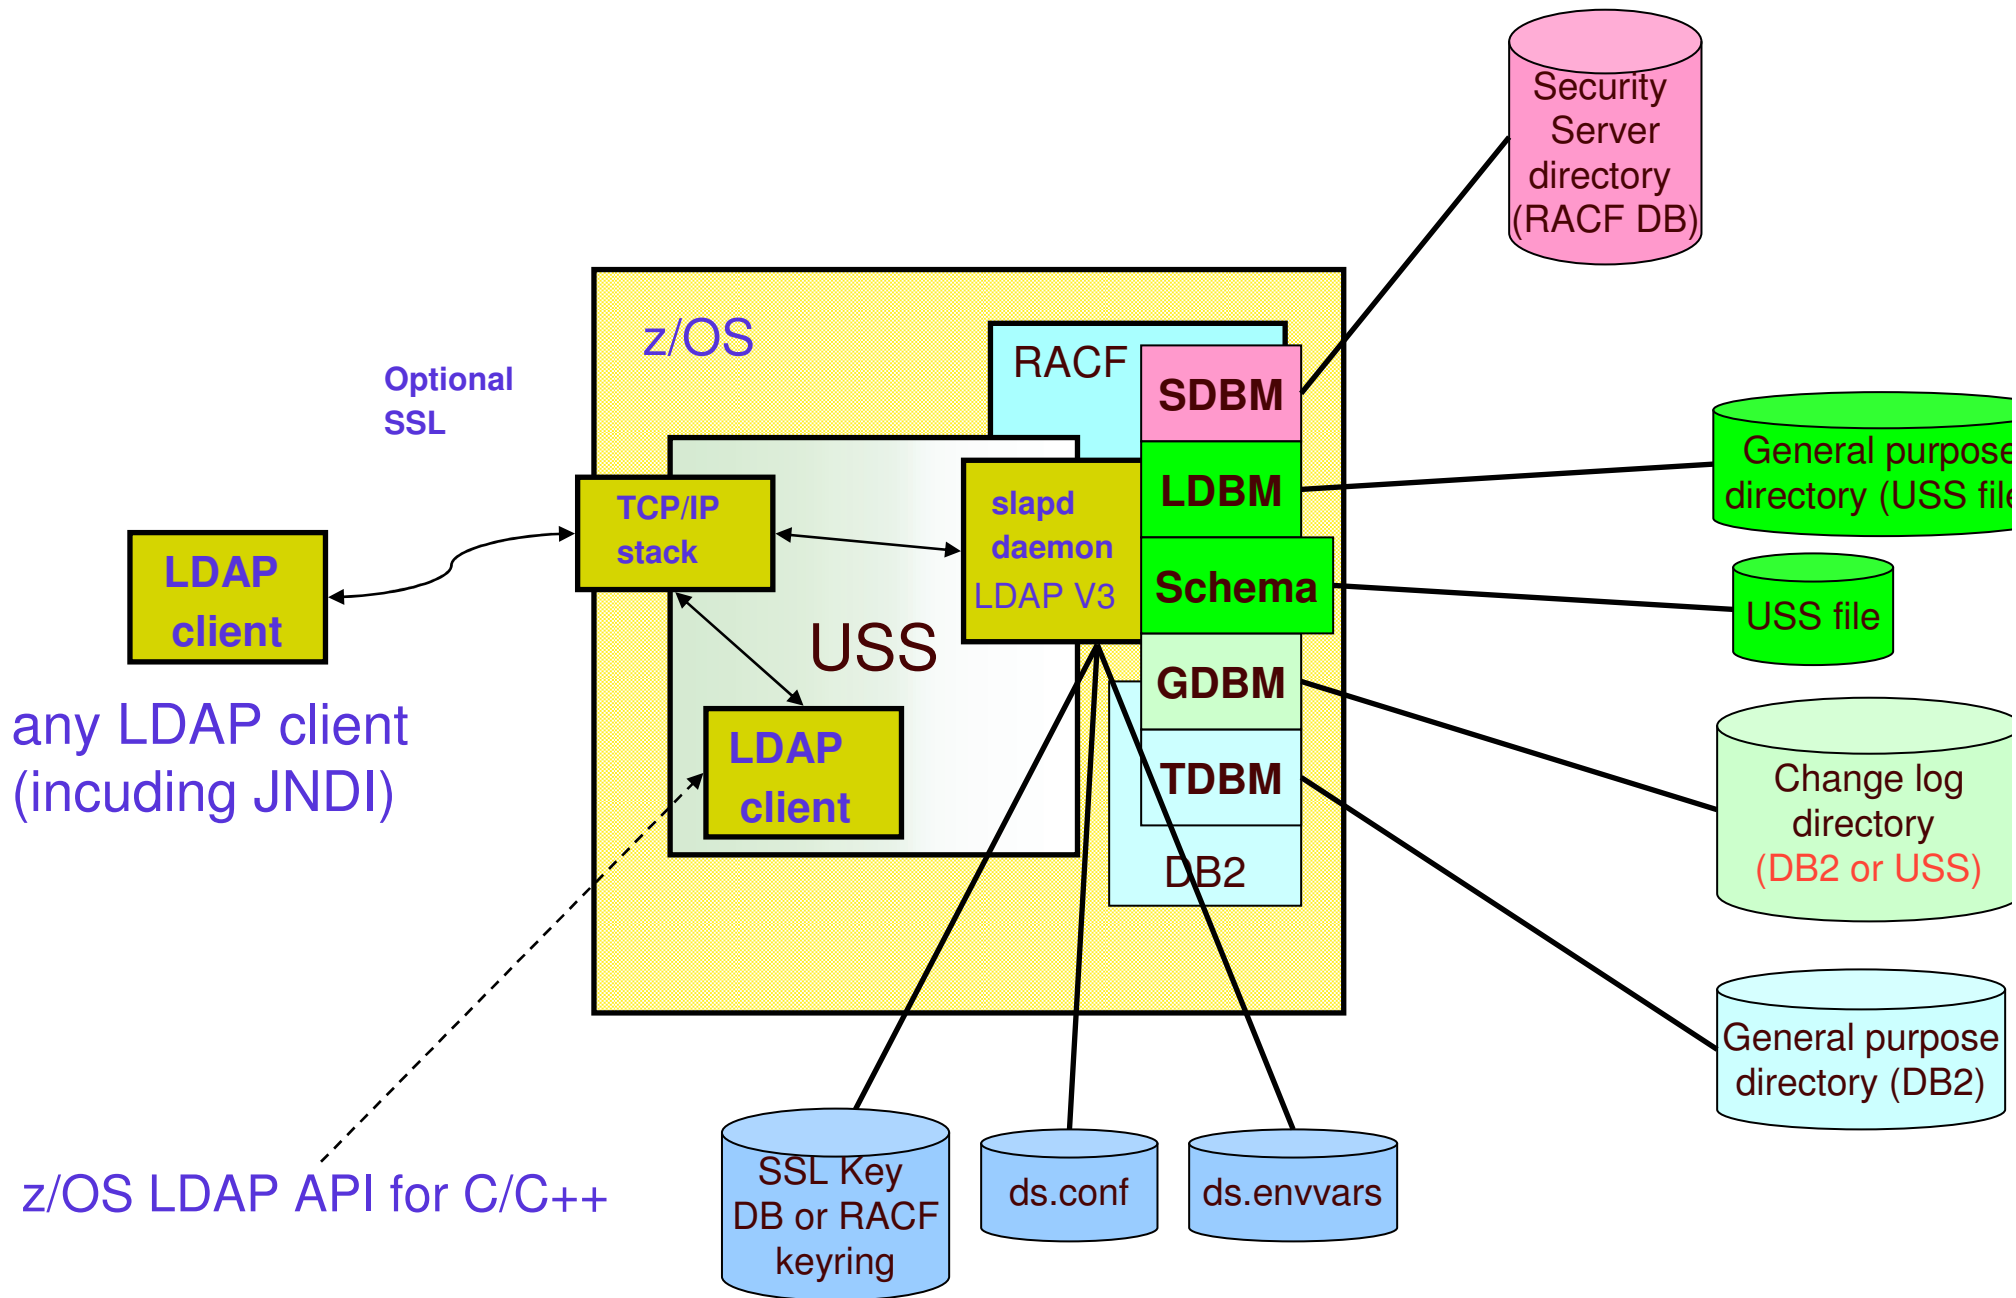 Security
Server
directory
(RACF DB)
z/OS
RACF
Optional
SSL
SDBM
General purpose
directory (USS file
LDBM
TCP/IP
stack
slapd
daemon
LDAP V3
Schema
USS file
LDAP
client
USS
GDBM
any LDAP client
(incuding JNDI)
LDAP
client
TDBM
Change log
directory
(DB2 or USS)
DB2
General purpose
directory (DB2)
z/OS LDAP API for C/C++
SSL Key
DB or RACF
keyring
ds.conf
ds.envvars